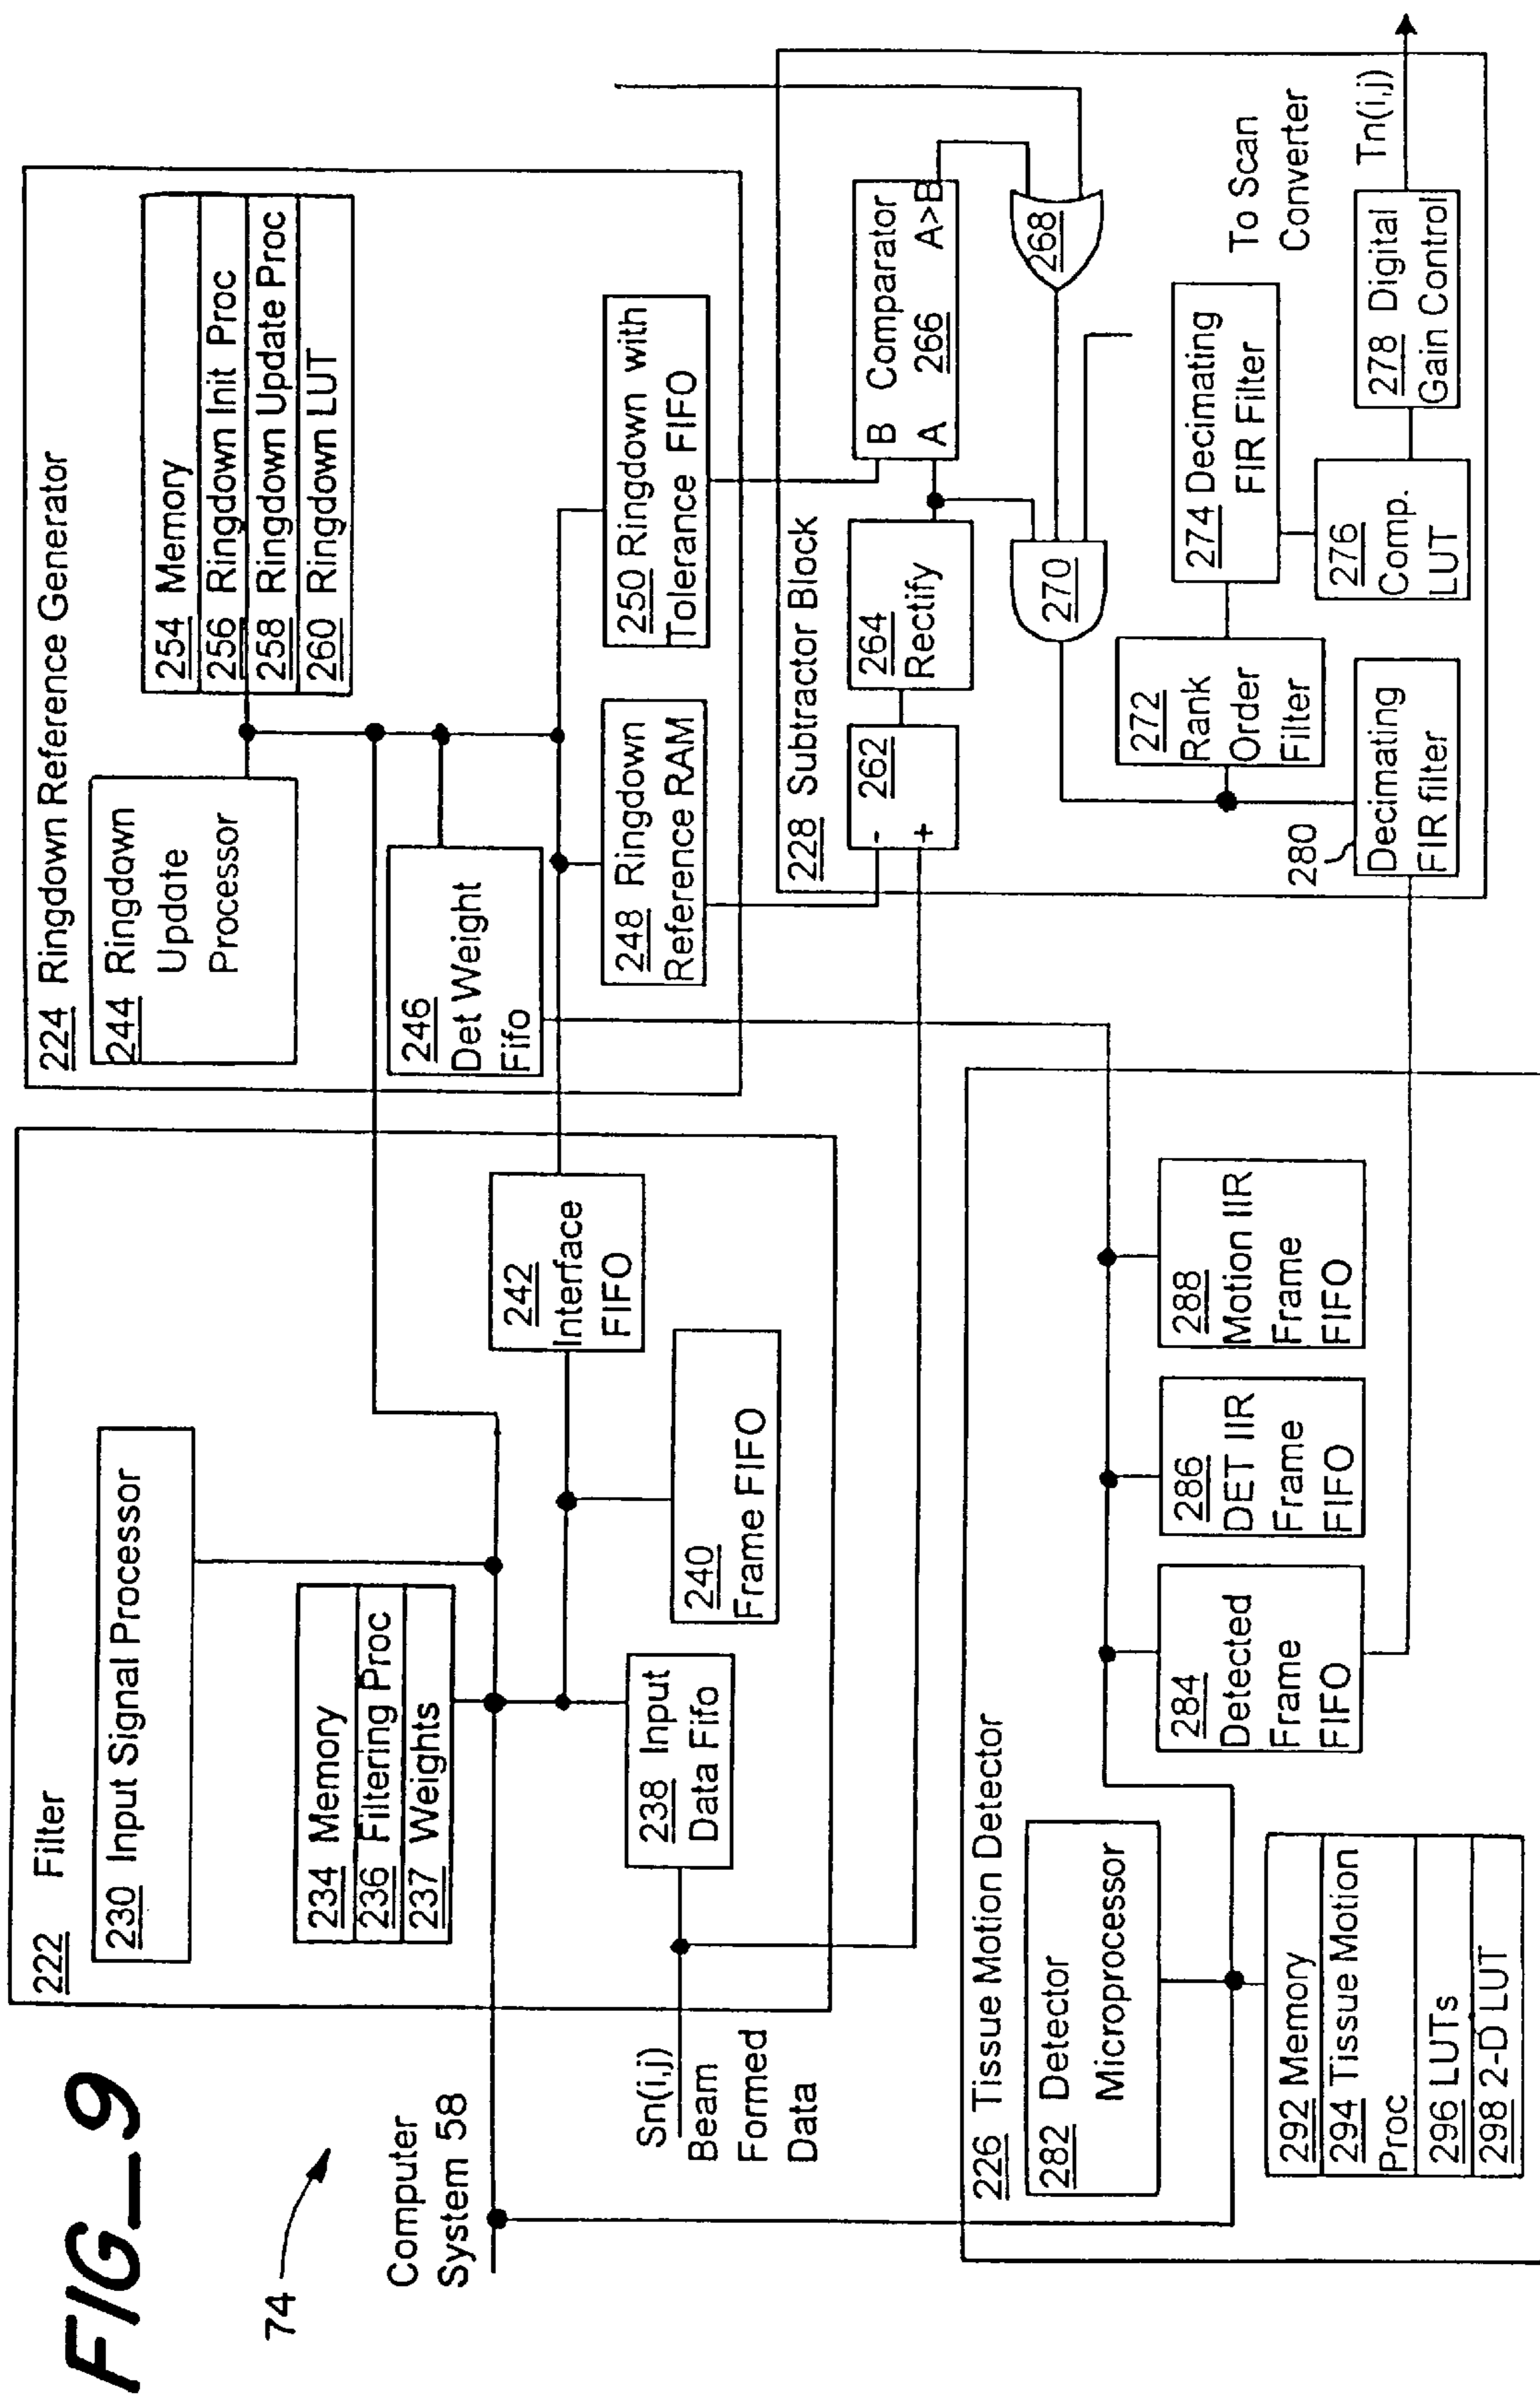 FIG_9
74
Computer
System 58
Sn(i,j)
Beam
Formed
Data
222 Filter
230 Input Signal Processor
234 Memory
236 Filtering Proc
237 Weights
238 Input
Data Fifo
240
Frame FIFO
242
Interface
FIFO
224 Ringdown Reference Generator
244 Ringdown
Update
Processor
254 Memory
256 Ringdown Init Proc
258 Ringdown Update Proc
260 Ringdown LUT
246
Det Weight
Fifo
248 Ringdown
Reference RAM
250 Ringdown with
Tolerance FIFO
228 Subtractor Block
262
-
+
264
Rectify
B Comparator
A 266 A>B
268
270
272
Rank
Order
Filter
274 Decimating
FIR Filter
276
Comp.
LUT
278 Digital
Gain Control
To Scan
Converter
Tn(i,j)
280
Decimating
FIR filter
226 Tissue Motion Detector
282 Detector
Microprocessor
292 Memory
294 Tissue Motion
Proc
296 LUTs
298 2-D LUT
284
Detected
Frame
FIFO
286
DET IIR
Frame
FIFO
288
Motion IIR
Frame
FIFO